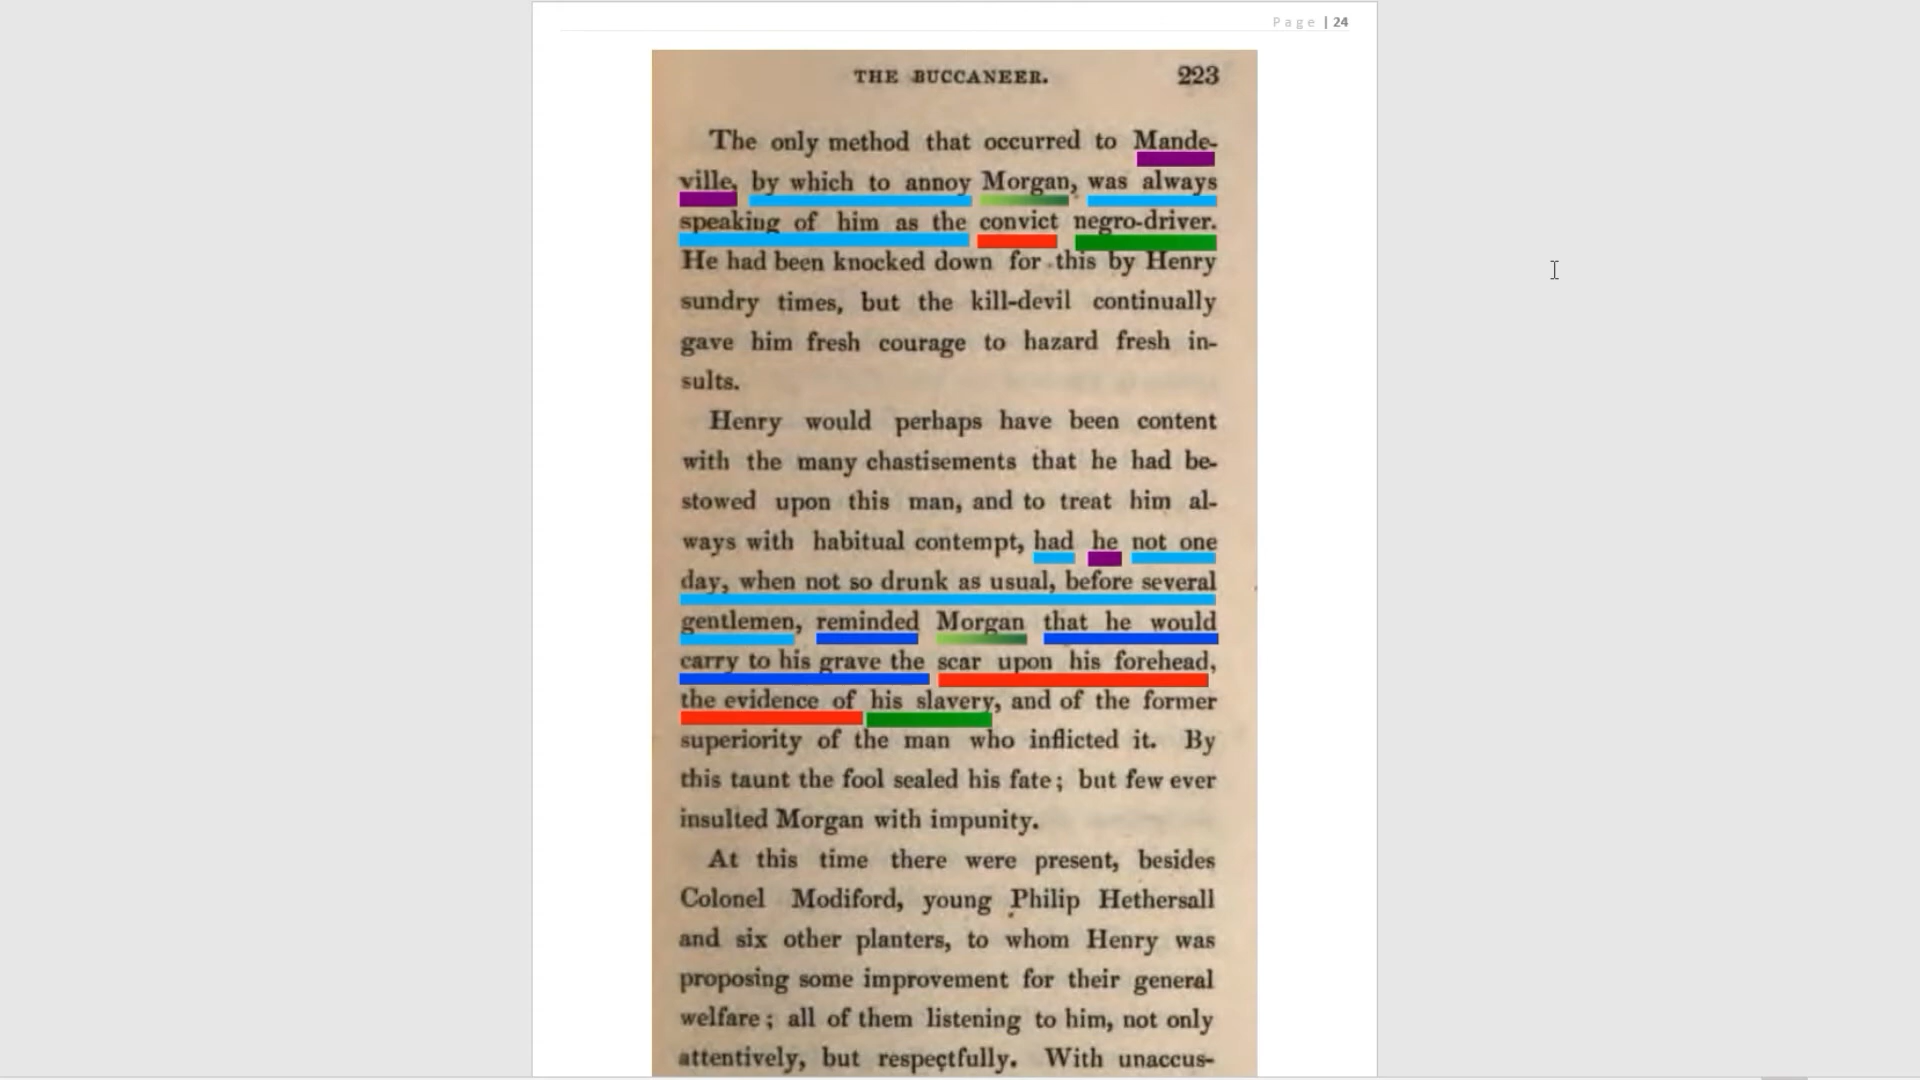 Page | 24
THE BUCCANEER. 223
The only method that occurred to Mande-
ville, by which to annoy Morgan, was always
speaking of him as the convict negro-driver.
He had been knocked down for this by Henry
sundry times, but the kill-devil continually
gave him fresh courage to hazard fresh in-
sults.
Henry would perhaps have been content
with the many chastisements that he had be-
stowed upon this man, and to treat him al-
ways with habitual contempt, had he not one
day, when not so drunk as usual, before several
gentlemen, reminded Morgan that he would
carry to his grave the scar upon his forehead,
the evidence of his slavery, and of the former
superiority of the man who inflicted it. By
this taunt the fool sealed his fate; but few ever
insulted Morgan with impunity.
At this time there were present, besides
Colonel Modiford, young Philip Hethersall
and six other planters, to whom Henry was
proposing some improvement for their general
welfare; all of them listening to him, not only
attentively, but respectfully. With unaccus-